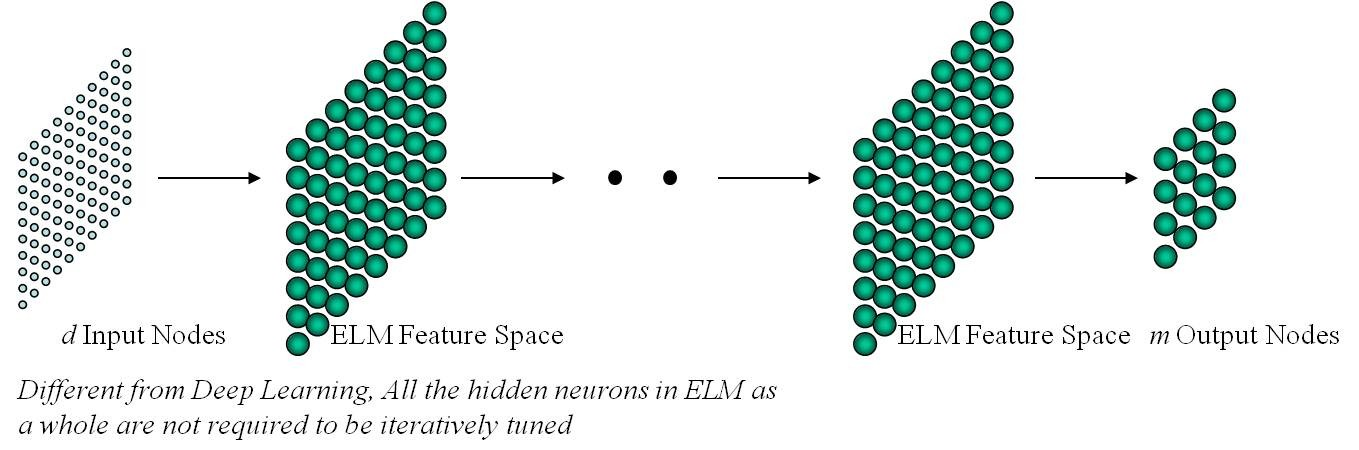 d Input Nodes
ELM Feature Space
ELM Feature Space
m Output Nodes
Different from Deep Learning, All the hidden neurons in ELM as
a whole are not required to be iteratively tuned